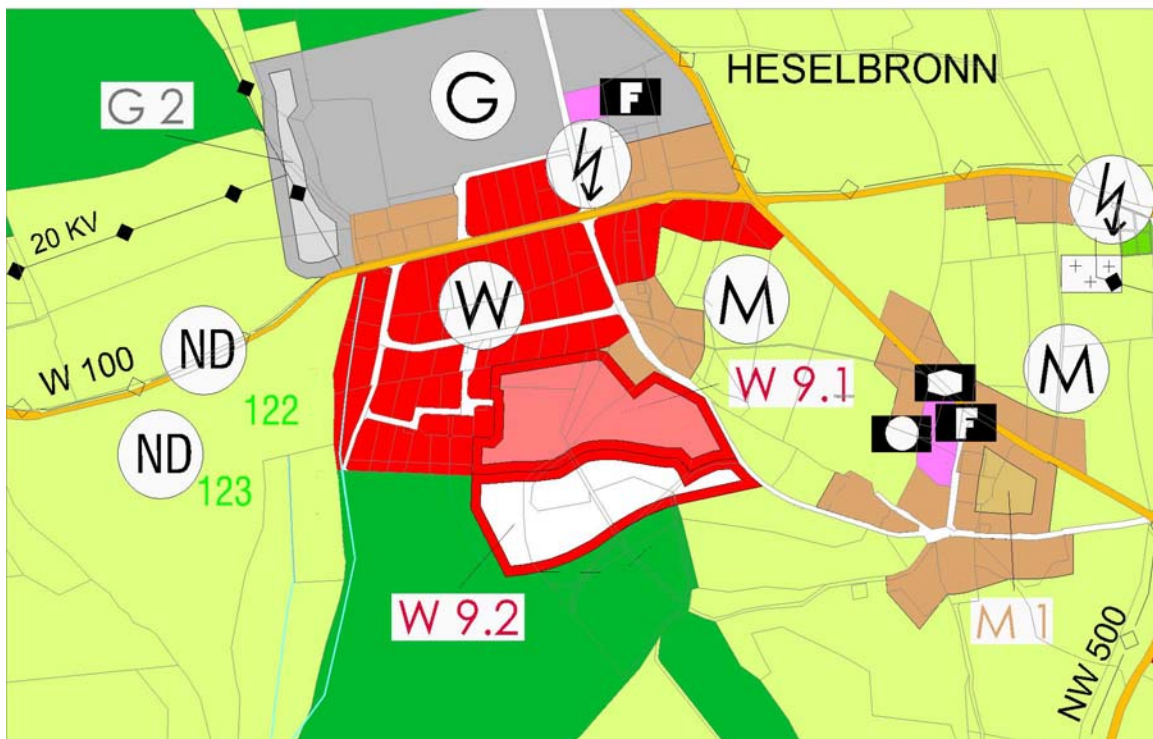 HESELBRONN
G
F
G 2
20 KV
W
M
ND
W 100
W 9.1
M
122
F
ND
123
W 9.2
M 1
NW 500